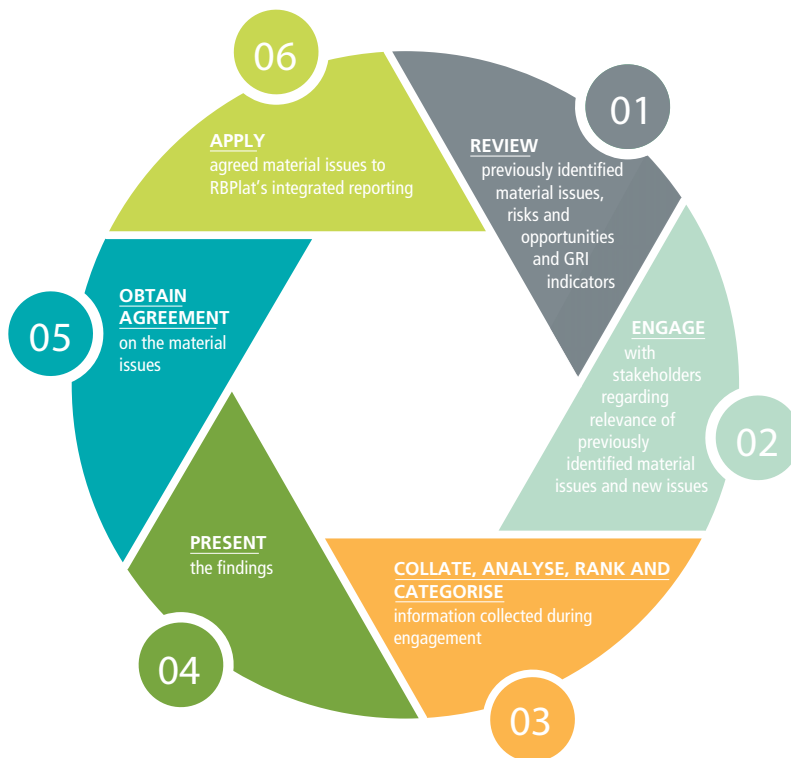 01
REVIEW
previously identified
material issues,
risks and
opportunities
and GRI
indicators
02
ENGAGE
with
stakeholders
regarding
relevance of
previously
identified material
issues and new issues
03
COLLATE, ANALYSE, RANK AND
CATEGORISE
information collected during
engagement
04
PRESENT
the findings
05
OBTAIN
AGREEMENT
on the material
issues
06
APPLY
agreed material issues to
RBPlat's integrated reporting